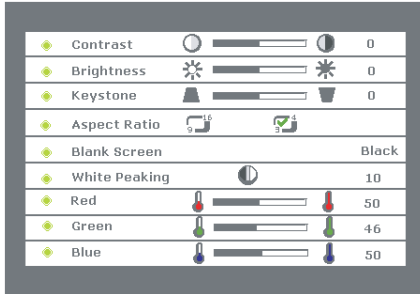 Contrast 0
Brightness 0
Keystone 0
Aspect Ratio 16 9 4 3
Blank Screen Black
White Peaking 10
Red 50
Green 46
Blue 50